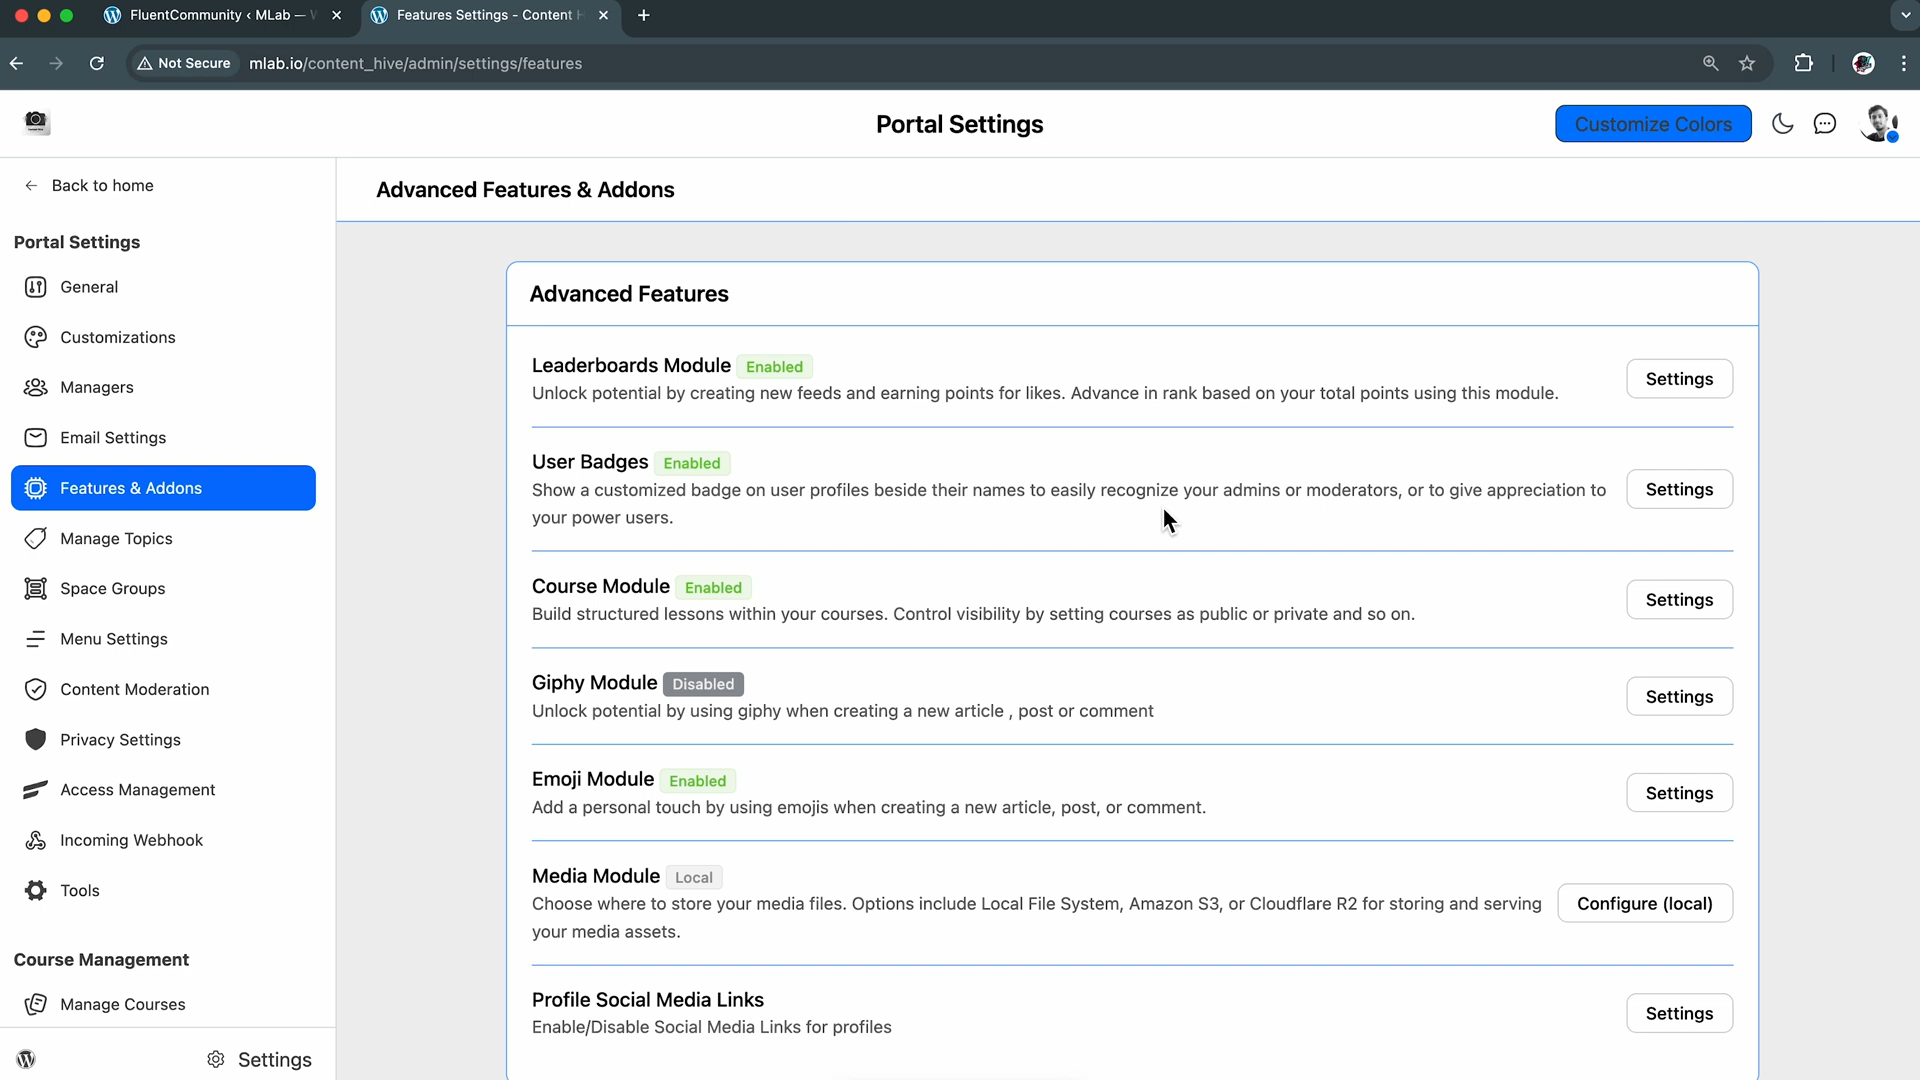 FluentCommunity ‹ MLab —
Features Settings - Content
Not Secure
mlab.io/content_hive/admin/settings/features
Portal Settings
Customize Colors
Back to home
Advanced Features & Addons
Portal Settings
General
Customizations
Managers
Email Settings
Features & Addons
Manage Topics
Space Groups
Menu Settings
Content Moderation
Privacy Settings
Access Management
Incoming Webhook
Tools
Course Management
Manage Courses
Settings
Advanced Features
Leaderboards Module Enabled
Unlock potential by creating new feeds and earning points for likes. Advance in rank based on your total points using this module.
Settings
User Badges Enabled
Show a customized badge on user profiles beside their names to easily recognize your admins or moderators, or to give appreciation to
your power users.
Settings
Course Module Enabled
Build structured lessons within your courses. Control visibility by setting courses as public or private and so on.
Settings
Giphy Module Disabled
Unlock potential by using giphy when creating a new article , post or comment
Settings
Emoji Module Enabled
Add a personal touch by using emojis when creating a new article, post, or comment.
Settings
Media Module Local
Choose where to store your media files. Options include Local File System, Amazon S3, or Cloudflare R2 for storing and serving
your media assets.
Configure (local)
Profile Social Media Links
Enable/Disable Social Media Links for profiles
Settings